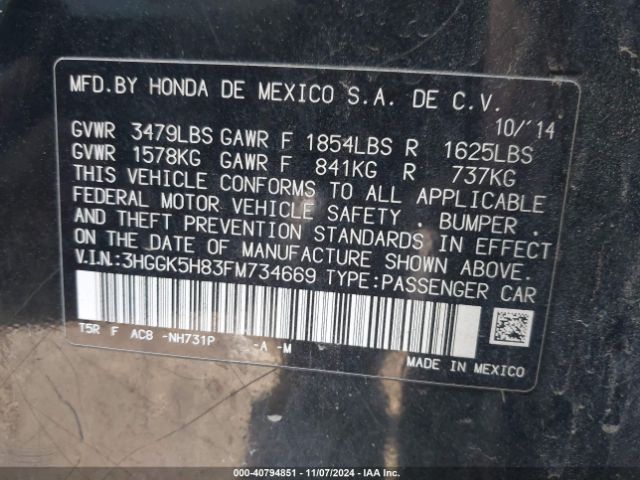 MFD.BY HONDA DE MEXICO S.A. DE C.V.
10/'14
GVWR 3479LBS GAWR F 1854LBS R 1625LBS
GVWR 1578KG GAWR F 841KG R 737KG
THIS VEHICLE CONFORMS TO ALL APPLICABLE
FEDERAL MOTOR VEHICLE SAFETY , BUMPER ,
AND THEFT PREVENTION STANDARDS IN EFFECT
ON THE DATE OF MANUFACTURE SHOWN ABOVE.
V.I.N.:3HGGK5H83FM734669 TYPE:PASSENGER CAR
T5R F AC8 -NH731P -A -M
MADE IN MEXICO
000-40794851 - 11/07/2024 - IAA Inc.